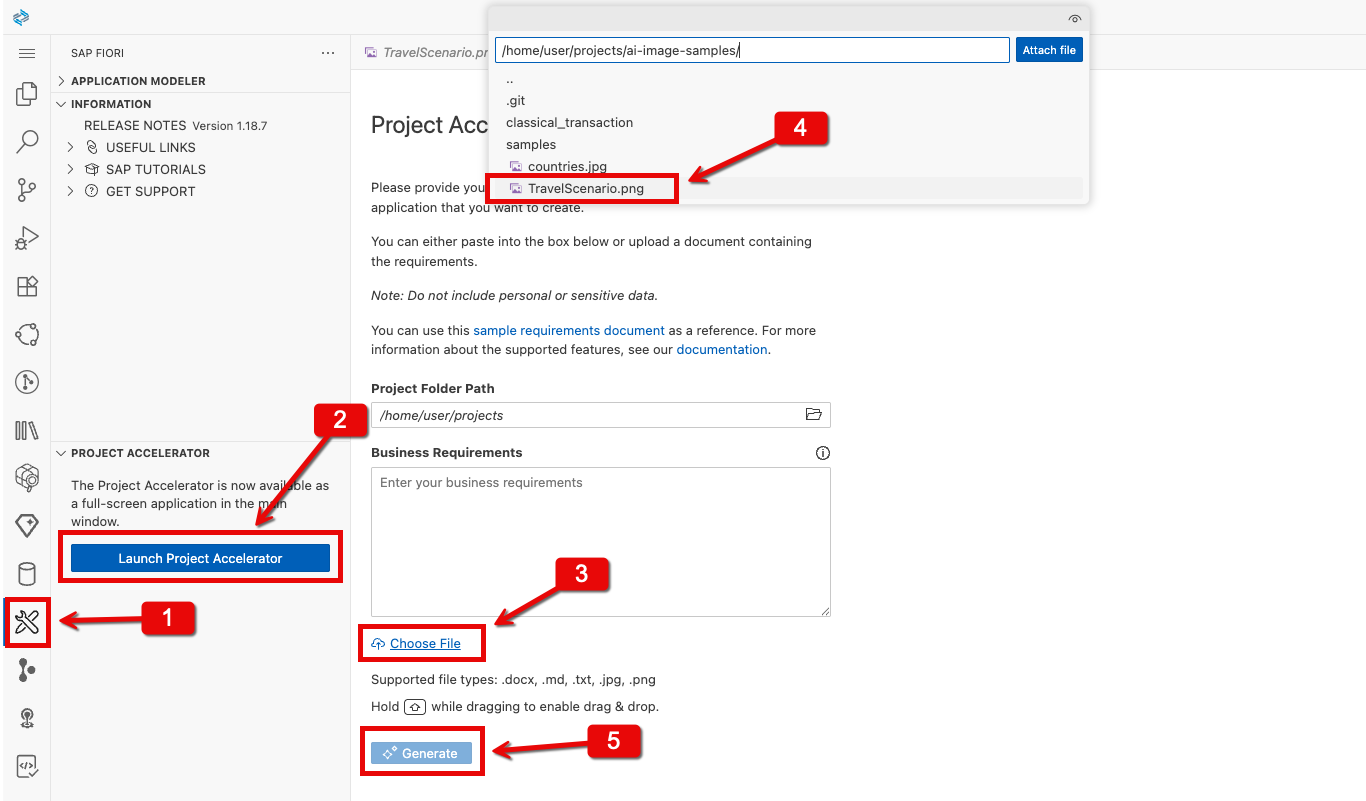 SAP FIORI
...
APPLICATION MODELER
INFORMATION
RELEASE NOTES Version 1.18.7
USEFUL LINKS
SAP TUTORIALS
GET SUPPORT
PROJECT ACCELERATOR
The Project Accelerator is now available as
a full-screen application in the main
window.
Launch Project Accelerator
1
2
TravelScenario.pr
/home/user/projects/ai-image-samples/
Attach file
..
.git
classical_transaction
samples
countries.jpg
TravelScenario.png
4
Project Acc
Please provide you
application that you want to create.
You can either paste into the box below or upload a document containing
the requirements.
Note: Do not include personal or sensitive data.
You can use this sample requirements document as a reference. For more
information about the supported features, see our documentation.
Project Folder Path
/home/user/projects
Business Requirements
Enter your business requirements
3
Choose File
Supported file types: .docx, .md, .txt, .jpg, .png
Hold while dragging to enable drag & drop.
Generate
5